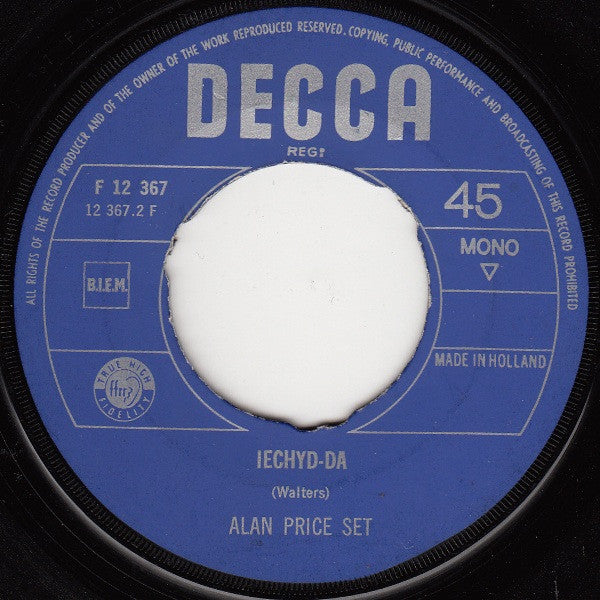 ALL RIGHTS OF THE RECORD PRODUCER AND OF THE OWNER OF THE WORK REPRODUCED RESERVED. COPYING, PUBLIC PERFORMANCE AND BROADCASTING OF THIS RECORD PROHIBITED
DECCA
REGD
F 12 367
12 367.2 F
45
MONO
B.I.E.M.
MADE IN HOLLAND
TRUE HIGH
ffrr
FIDELITY
IECHYD-DA
(Walters)
ALAN PRICE SET